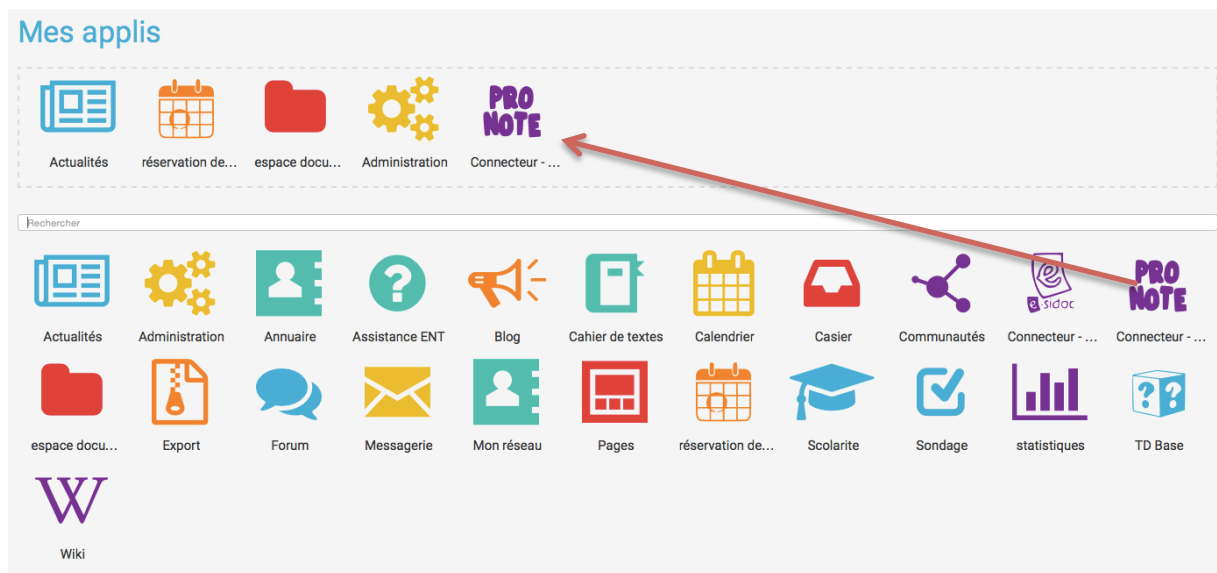 Mes applis
PRO
NOTE
Actualités réservation de... espace docu... Administration Connecteur - ...
Rechercher
e
e sidoc
PRO
NOTE
Actualités Administration Annuaire Assistance ENT Blog Cahier de textes Calendrier Casier Communautés Connecteur - ... Connecteur - ...
espace docu... Export Forum Messagerie Mon réseau Pages réservation de... Scolarite Sondage statistiques TD Base
W
Wiki